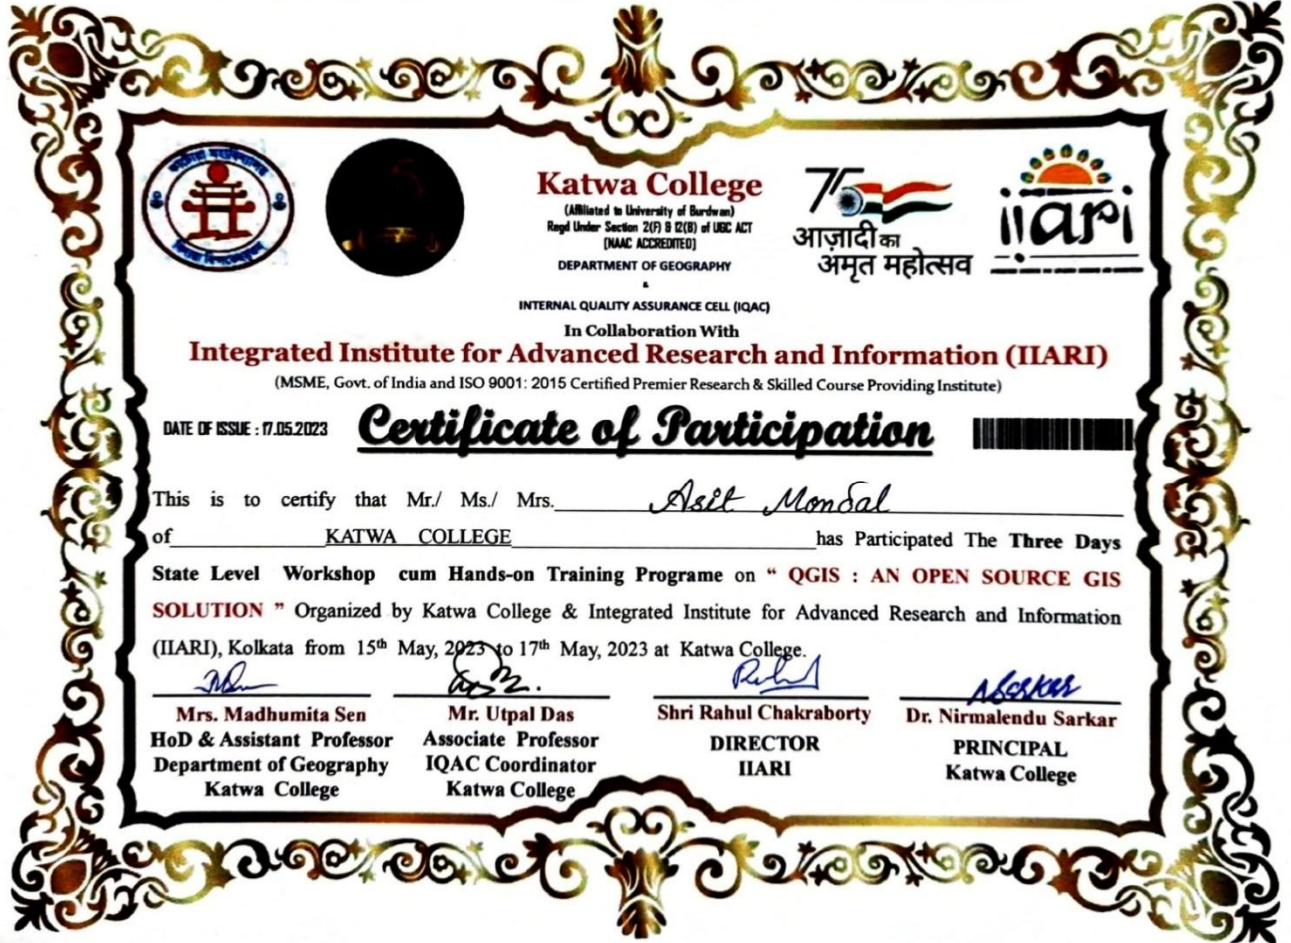 Katwa College
(Affiliated to University of Burdwan)
Regd Under Section 2(F) & 12(B) of UGC ACT
(NAAC ACCREDITED)
DEPARTMENT OF GEOGRAPHY
&
INTERNAL QUALITY ASSURANCE CELL (IQAC)
75
आज़ादी का
अमृत महोत्सव
iiari
In Collaboration With
Integrated Institute for Advanced Research and Information (IIARI)
(MSME, Govt. of India and ISO 9001: 2015 Certified Premier Research & Skilled Course Providing Institute)
DATE OF ISSUE : 17.05.2023
Certificate of Participation
This is to certify that Mr./ Ms./ Mrs. Asit Mondal
of KATWA COLLEGE has Participated The Three Days
State Level Workshop cum Hands-on Training Programe on “ QGIS : AN OPEN SOURCE GIS
SOLUTION ” Organized by Katwa College & Integrated Institute for Advanced Research and Information
(IIARI), Kolkata from 15th May, 2023 to 17th May, 2023 at Katwa College.
NSarkar
Mrs. Madhumita Sen
HoD & Assistant Professor
Department of Geography
Katwa College
Mr. Utpal Das
Associate Professor
IQAC Coordinator
Katwa College
Shri Rahul Chakraborty
DIRECTOR
IIARI
Dr. Nirmalendu Sarkar
PRINCIPAL
Katwa College